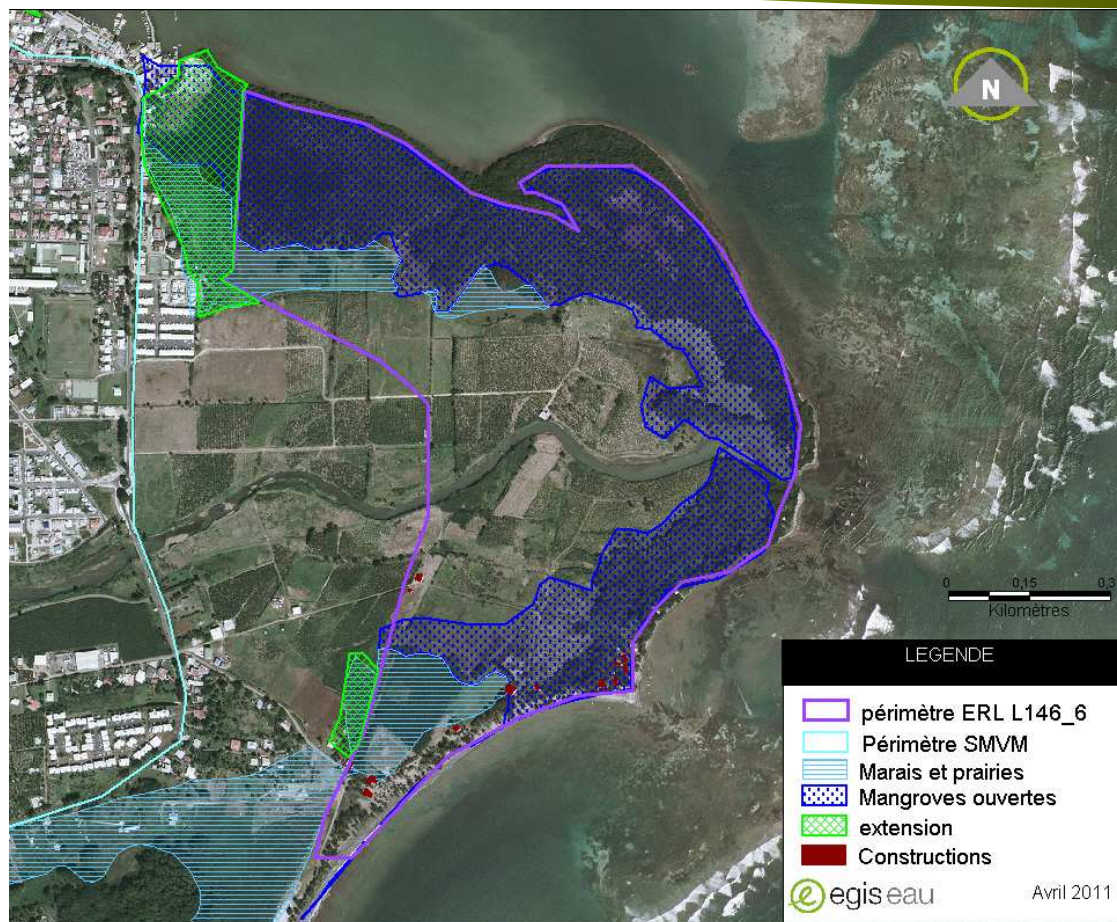 N
0 0,15 0,3
Kilomètres
LEGENDE
périmètre ERL L146_6
Périmètre SMVM
Marais et prairies
Mangroves ouvertes
extension
Constructions
egis eau Avril 2011